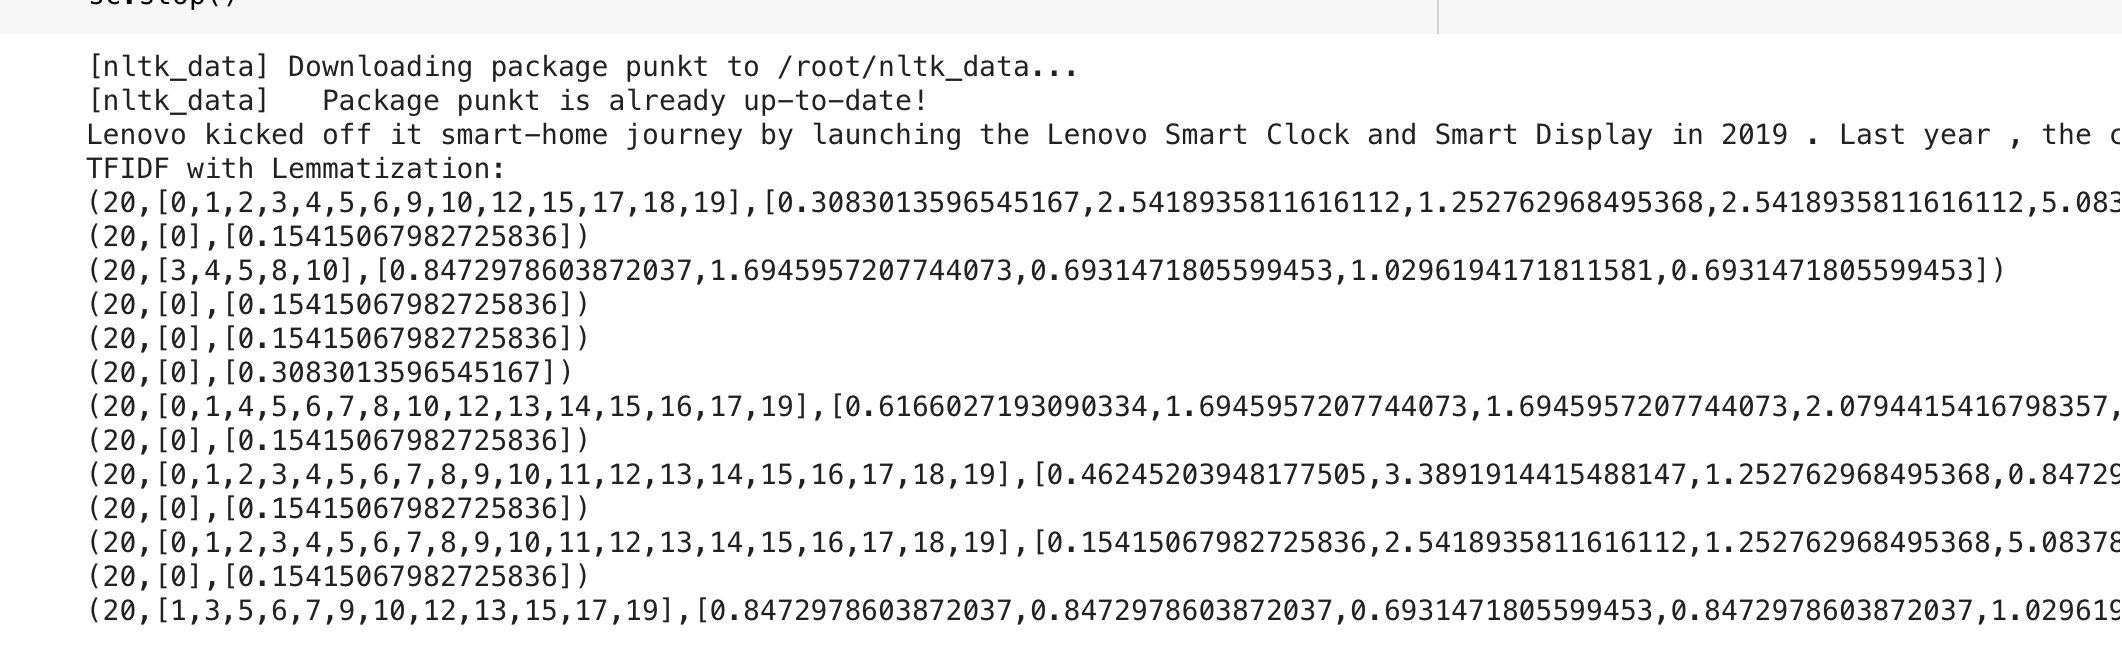 sc.stop()
[nltk_data] Downloading package punkt to /root/nltk_data...
[nltk_data]   Package punkt is already up-to-date!
Lenovo kicked off it smart-home journey by launching the Lenovo Smart Clock and Smart Display in 2019 . Last year , the
TFIDF with Lemmatization:
(20,[0,1,2,3,4,5,6,9,10,12,15,17,18,19],[0.3083013596545167,2.5418935811616112,1.252762968495368,2.5418935811616112,5.083
(20,[0],[0.15415067982725836])
(20,[3,4,5,8,10],[0.8472978603872037,1.6945957207744073,0.6931471805599453,1.0296194171811581,0.6931471805599453])
(20,[0],[0.15415067982725836])
(20,[0],[0.15415067982725836])
(20,[0],[0.3083013596545167])
(20,[0,1,4,5,6,7,8,10,12,13,14,15,16,17,19],[0.6166027193090334,1.6945957207744073,1.6945957207744073,2.0794415416798357,
(20,[0],[0.15415067982725836])
(20,[0,1,2,3,4,5,6,7,8,9,10,11,12,13,14,15,16,17,18,19],[0.46245203948177505,3.3891914415488147,1.252762968495368,0.84729
(20,[0],[0.15415067982725836])
(20,[0,1,2,3,4,5,6,7,8,9,10,11,12,13,14,15,16,17,18,19],[0.15415067982725836,2.5418935811616112,1.252762968495368,5.08378
(20,[0],[0.15415067982725836])
(20,[1,3,5,6,7,9,10,12,13,15,17,19],[0.8472978603872037,0.8472978603872037,0.6931471805599453,0.8472978603872037,1.029619